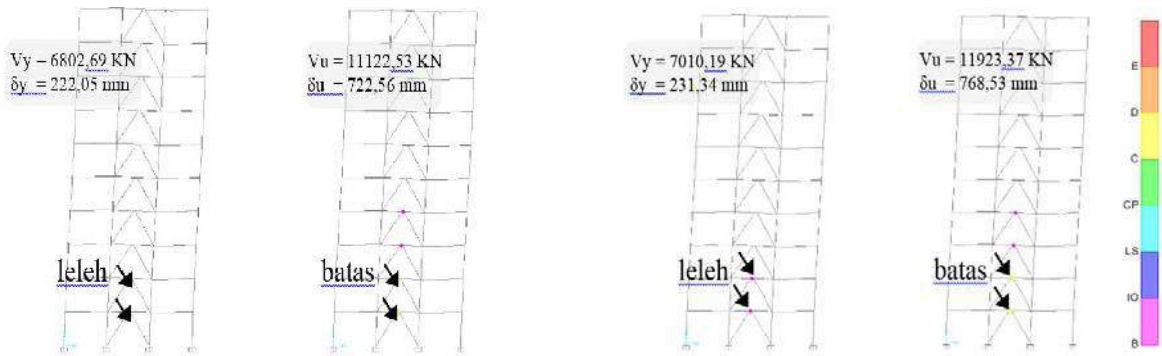 Vy = 6802,69 KN
δy = 222,05 mm
leleh
Vu = 11122,53 KN
δu = 722,56 mm
batas
Vy = 7010,19 KN
δy = 231,34 mm
leleh
Vu = 11923,37 KN
δu = 768,53 mm
batas
E
D
C
CP
LS
IO
B